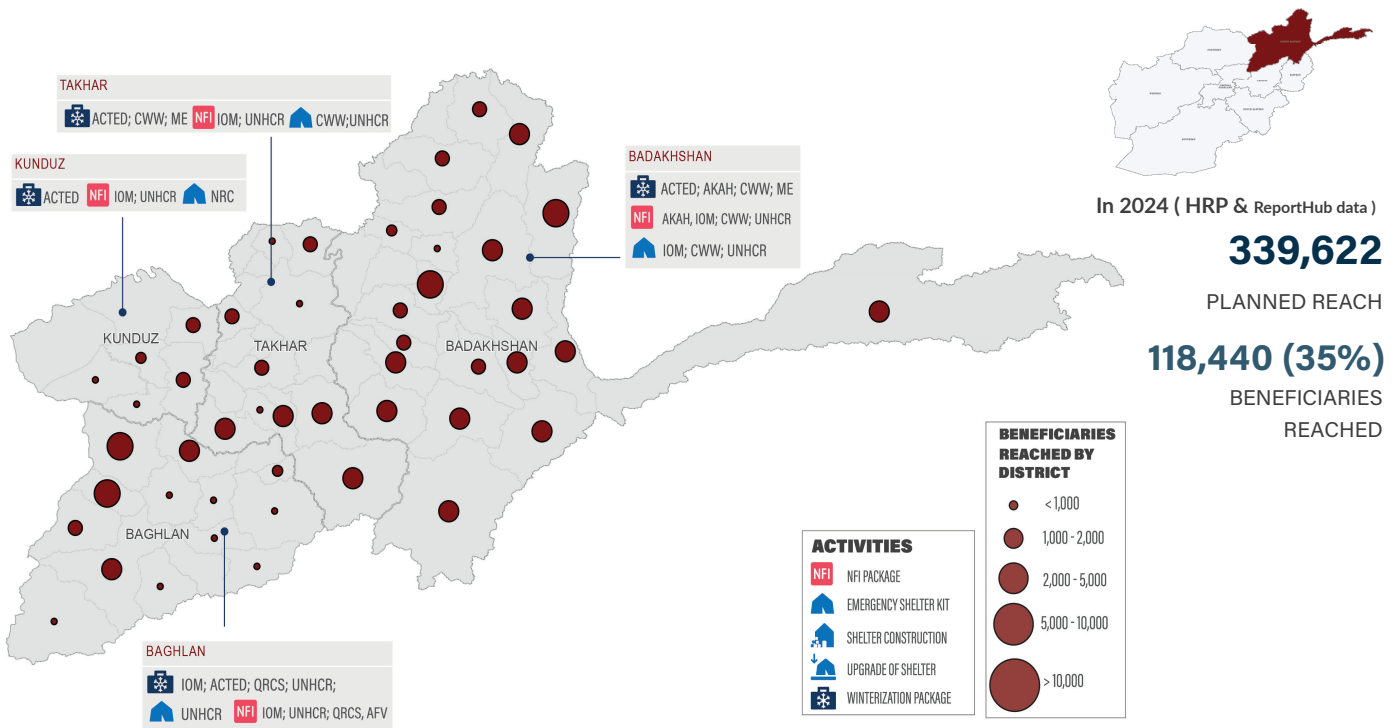 TAKHAR
ACTED; CWW; ME NFI IOM; UNHCR CWW;UNHCR
KUNDUZ
ACTED NFI IOM; UNHCR NRC
BADAKHSHAN
ACTED; AKAH; CWW; ME
NFI AKAH, IOM; CWW; UNHCR
IOM; CWW; UNHCR
In 2024 ( HRP & ReportHub data )
339,622
PLANNED REACH
118,440 (35%)
BENEFICIARIES
REACHED
KUNDUZ
TAKHAR
BADAKHSHAN
BAGHLAN
BAGHLAN
IOM; ACTED; QRCS; UNHCR;
UNHCR NFI IOM; UNHCR; QRCS, AFV
ACTIVITIES
NFI NFI PACKAGE
EMERGENCY SHELTER KIT
SHELTER CONSTRUCTION
UPGRADE OF SHELTER
WINTERIZATION PACKAGE
BENEFICIARIES
REACHED BY
DISTRICT
< 1,000
1,000 - 2,000
2,000 - 5,000
5,000 - 10,000
> 10,000